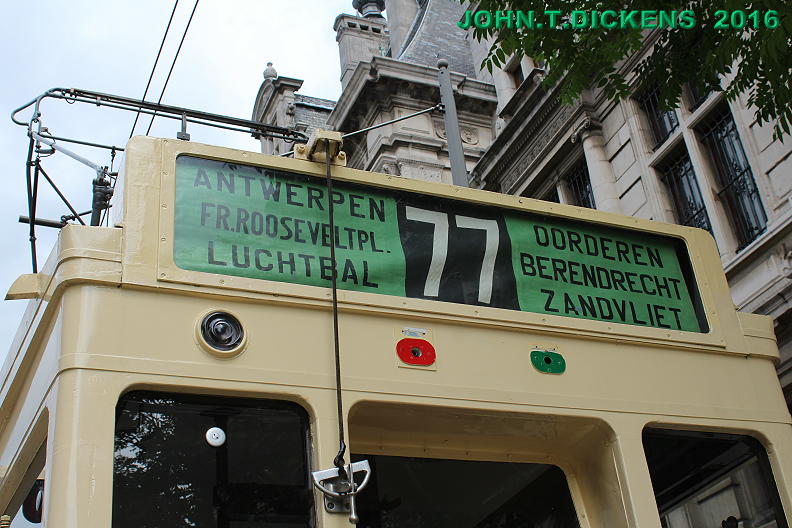 JOHN.T.DICKENS 2016
ANTWERPEN
FR.ROOSEVELTPL.
LUCHTBAL
77
OORDEREN
BERENDRECHT
ZANDVLIET